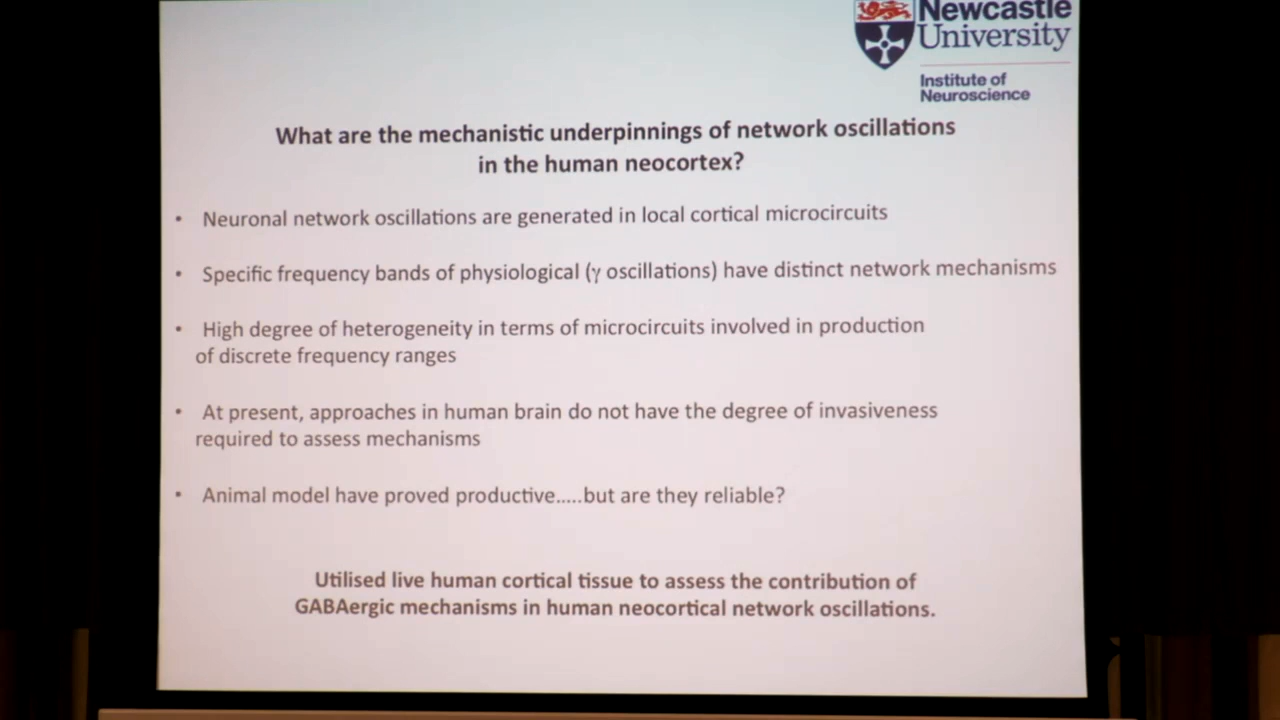 Newcastle
University
Institute of
Neuroscience
What are the mechanistic underpinnings of network oscillations
in the human neocortex?
• Neuronal network oscillations are generated in local cortical microcircuits
• Specific frequency bands of physiological (γ oscillations) have distinct network mechanisms
• High degree of heterogeneity in terms of microcircuits involved in production
of discrete frequency ranges
• At present, approaches in human brain do not have the degree of invasiveness
required to assess mechanisms
• Animal model have proved productive.....but are they reliable?
Utilised live human cortical tissue to assess the contribution of
GABAergic mechanisms in human neocortical network oscillations.